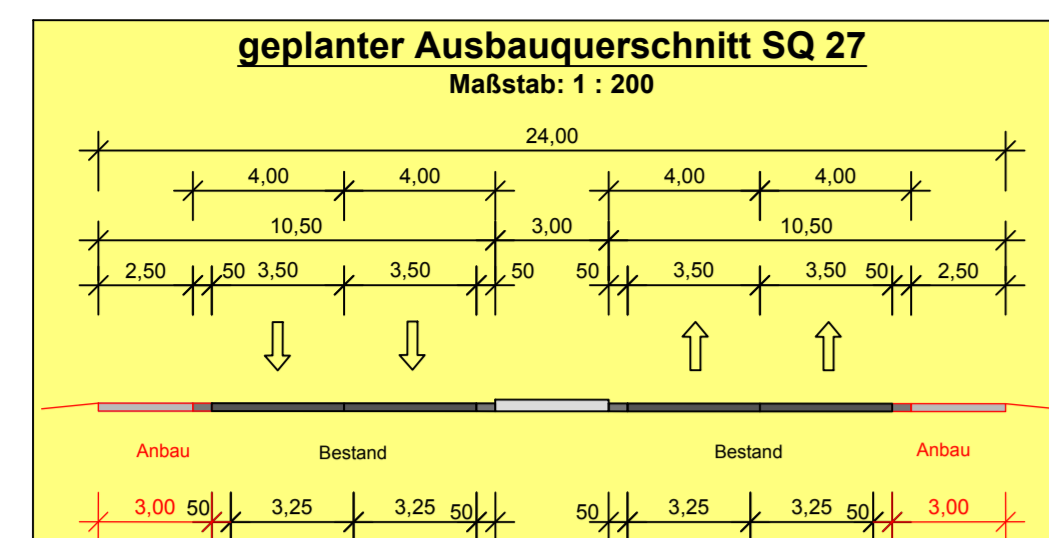 geplanter Ausbauquerschnitt SQ 27
Maßstab: 1 : 200
24,00
4,00 4,00 4,00 4,00
10,50 3,00 10,50
2,50 50 3,50 3,50 50 50 3,50 3,50 50 2,50
Anbau Bestand Bestand Anbau
3,00 50 3,25 3,25 50 50 3,25 3,25 50 3,00